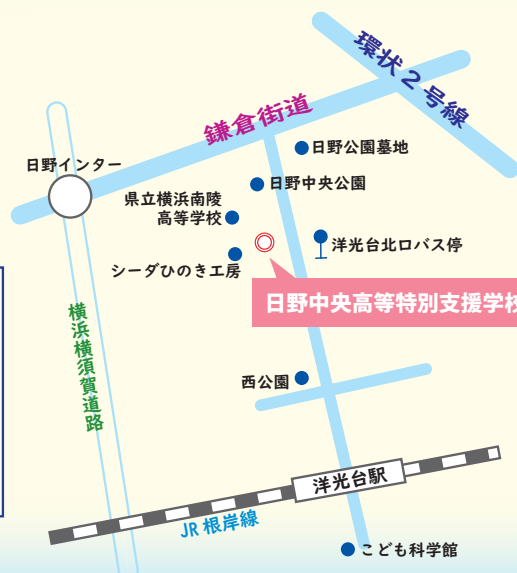 環状2号線
鎌倉街道
日野公園墓地
日野インター
日野中央公園
県立横浜南陵
高等学校
洋光台北口バス停
シーダひのき工房
日野中央高等特別支援学校
横浜横須賀道路
西公園
洋光台駅
JR根岸線
こども科学館